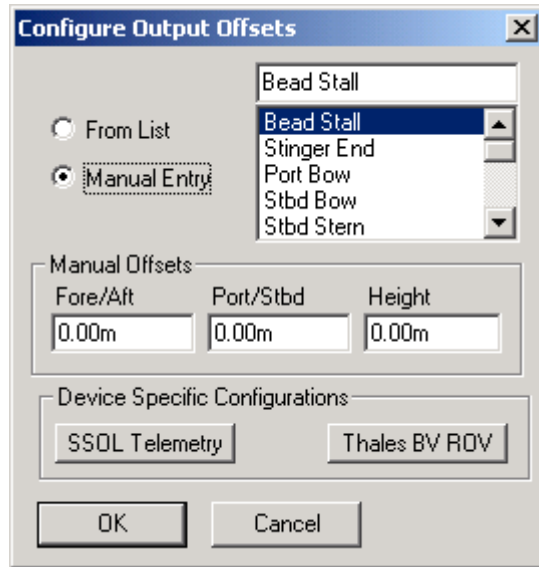 Configure Output Offsets
Bead Stall
From List
Manual Entry
Bead Stall
Stinger End
Port Bow
Stbd Bow
Stbd Stern
Manual Offsets
Fore/Aft Port/Stbd Height
0.00m 0.00m 0.00m
Device Specific Configurations
SSOL Telemetry Thales BV ROV
OK Cancel